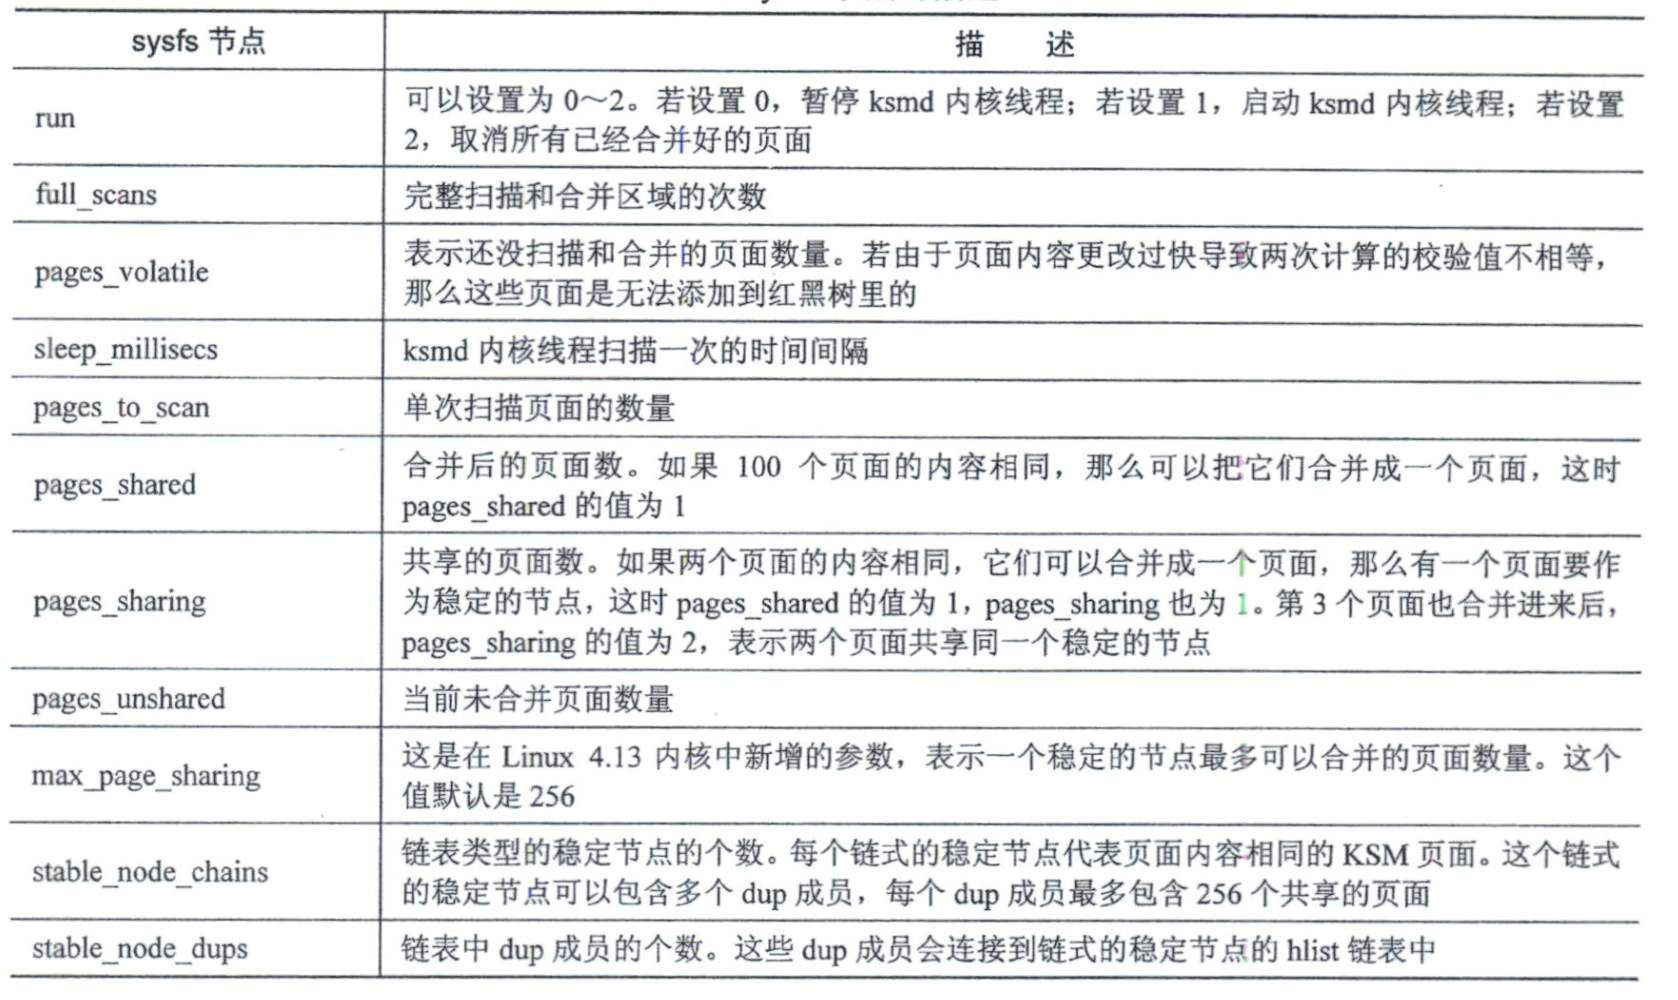 sysfs 节点
描 述
run
可以设置为 0～2。若设置 0，暂停 ksmd 内核线程；若设置 1，启动 ksmd 内核线程；若设置
2，取消所有已经合并好的页面
full_scans
完整扫描和合并区域的次数
pages_volatile
表示还没扫描和合并的页面数量。若由于页面内容更改过快导致两次计算的校验值不相等，
那么这些页面是无法添加到红黑树里的
sleep_millisecs
ksmd 内核线程扫描一次的时间间隔
pages_to_scan
单次扫描页面的数量
pages_shared
合并后的页面数。如果 100 个页面的内容相同，那么可以把它们合并成一个页面，这时
pages_shared 的值为 1
pages_sharing
共享的页面数。如果两个页面的内容相同，它们可以合并成一个页面，那么有一个页面要作
为稳定的节点，这时 pages_shared 的值为 1，pages_sharing 也为 1。第 3 个页面也合并进来后，
pages_sharing 的值为 2，表示两个页面共享同一个稳定的节点
pages_unshared
当前未合并页面数量
max_page_sharing
这是在 Linux 4.13 内核中新增的参数，表示一个稳定的节点最多可以合并的页面数量。这个
值默认是 256
stable_node_chains
链表类型的稳定节点的个数。每个链式的稳定节点代表页面内容相同的 KSM 页面。这个链式
的稳定节点可以包含多个 dup 成员，每个 dup 成员最多包含 256 个共享的页面
stable_node_dups
链表中 dup 成员的个数。这些 dup 成员会连接到链式的稳定节点的 hlist 链表中